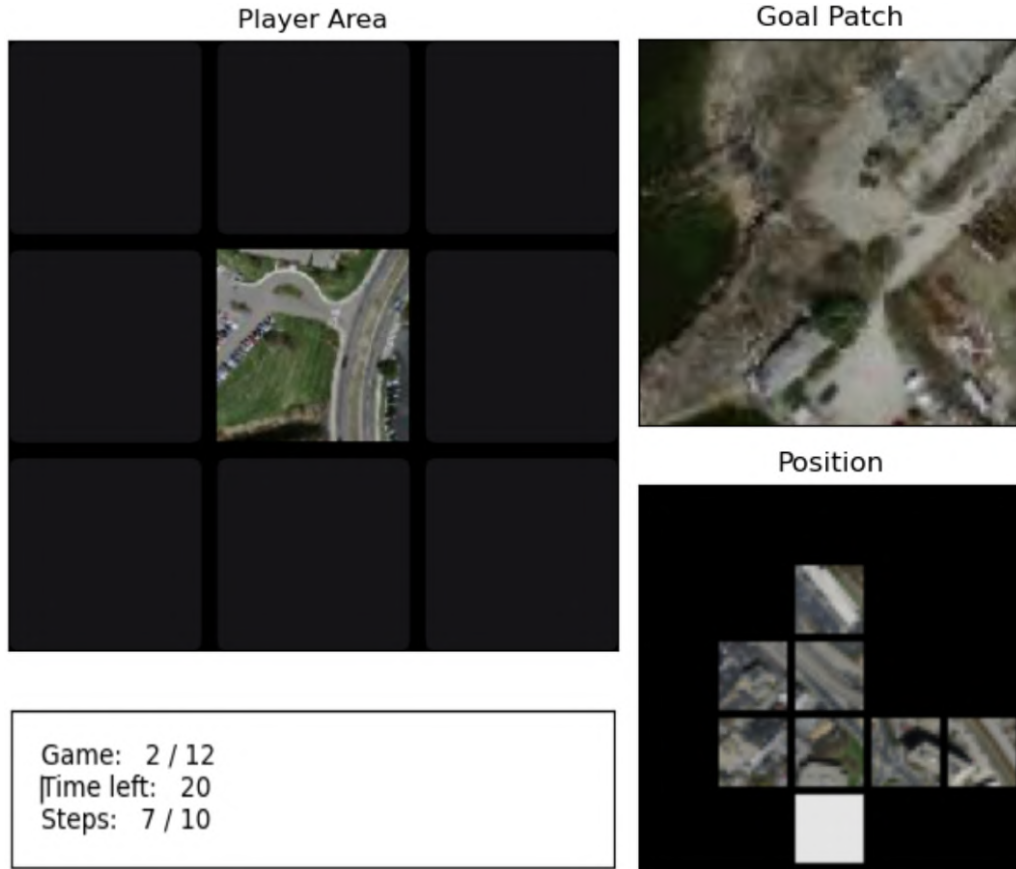 Player Area
Goal Patch
Position
Game: 2 / 12
Time left: 20
Steps: 7 / 10